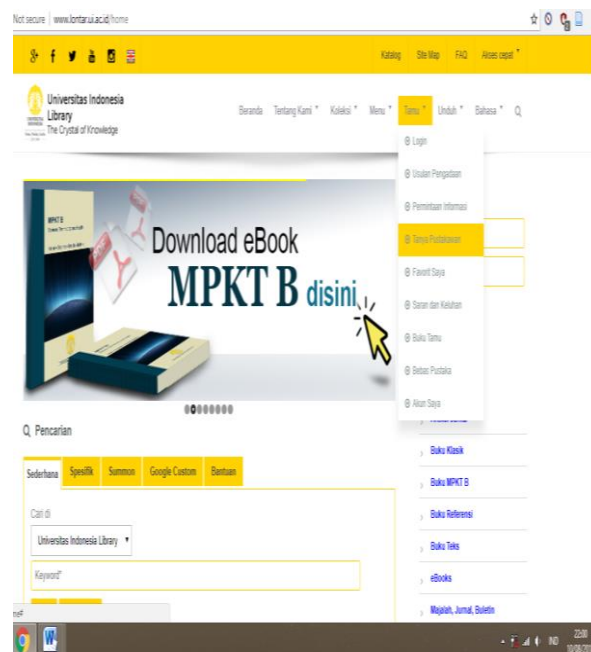 Not secure | www.lontar.ui.ac.id/home
Katalog Site Map FAQ Akses cepat
Universitas Indonesia
Library
The Crystal of Knowledge
Beranda Tentang Kami Koleksi Menu Tamu Unduh Bahasa
Login
Usulan Pengadaan
Permintaan Informasi
Tanya Pustakawan
Favorit Saya
Saran dan Keluhan
Buku Tamu
Bebas Pustaka
Akun Saya
MPKT B
Download eBook
MPKT B disini
Pencarian
Sederhana Spesifik Summon Google Custom Bantuan
Cari di
Universitas Indonesia Library
Keyword*
Buku Klasik
Buku MPKT B
Buku Referensi
Buku Teks
eBooks
Majalah, Jurnal, Buletin
IND 22:00